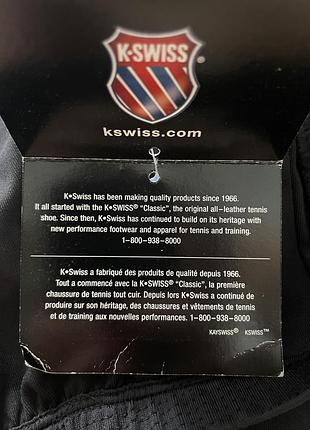 K•SWISS
®
kswiss.com
K•Swiss has been making quality products since 1966.
It all started with the K•SWISS® "Classic", the original all–leather tennis
shoe. Since then, K•Swiss has continued to build on its heritage with
new performance footwear and apparel for tennis and training.
1–800–938–8000
K•Swiss a fabriqué des produits de qualité depuis 1966.
Tout a commencé avec la K•SWISS® "Classic", la première
chaussure de tennis tout cuir. Depuis lors K•Swiss a continué de
produire sur son héritage, des chaussures et vêtements de tennis
et de training aux nouvelles performances. 1–800–938–8000
KAYSWISS® KSWISS™